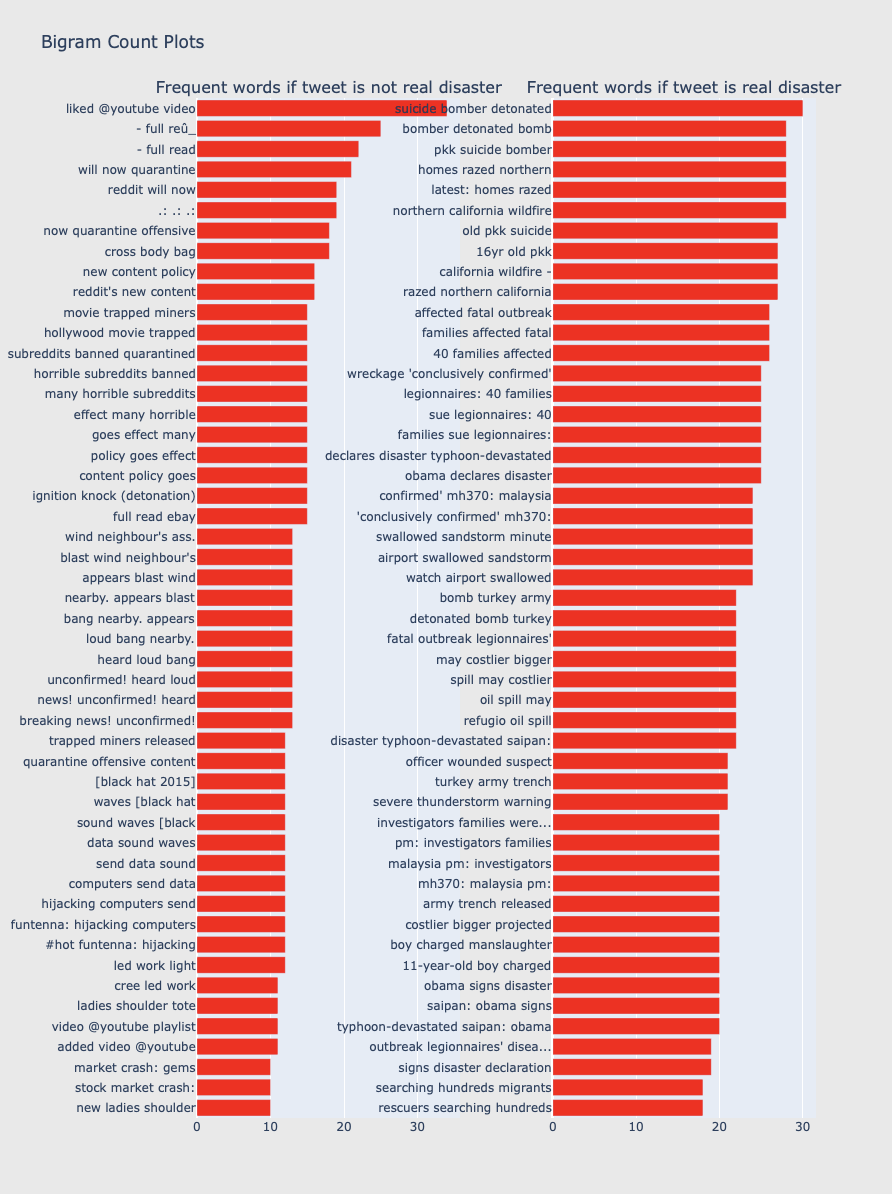 Bigram Count Plots
Frequent words if tweet is not real disaster
liked @youtube video
- full reû_
- full read
will now quarantine
reddit will now
.: .: .:
now quarantine offensive
cross body bag
new content policy
reddit's new content
movie trapped miners
hollywood movie trapped
subreddits banned quarantined
horrible subreddits banned
many horrible subreddits
effect many horrible
goes effect many
policy goes effect
content policy goes
ignition knock (detonation)
full read ebay
wind neighbour's ass.
blast wind neighbour's
appears blast wind
nearby. appears blast
bang nearby. appears
loud bang nearby.
heard loud bang
unconfirmed! heard loud
news! unconfirmed! heard
breaking news! unconfirmed!
trapped miners released
quarantine offensive content
[black hat 2015]
waves [black hat
sound waves [black
data sound waves
send data sound
computers send data
hijacking computers send
funtenna: hijacking computers
#hot funtenna: hijacking
led work light
cree led work
ladies shoulder tote
video @youtube playlist
added video @youtube
market crash: gems
stock market crash:
new ladies shoulder
0 10 20 30
Frequent words if tweet is real disaster
suicide bomber detonated
bomber detonated bomb
pkk suicide bomber
homes razed northern
latest: homes razed
northern california wildfire
old pkk suicide
16yr old pkk
california wildfire -
razed northern california
affected fatal outbreak
families affected fatal
40 families affected
wreckage 'conclusively confirmed'
legionnaires: 40 families
sue legionnaires: 40
families sue legionnaires:
declares disaster typhoon-devastated
obama declares disaster
confirmed' mh370: malaysia
'conclusively confirmed' mh370:
swallowed sandstorm minute
airport swallowed sandstorm
watch airport swallowed
bomb turkey army
detonated bomb turkey
fatal outbreak legionnaires'
may costlier bigger
spill may costlier
oil spill may
refugio oil spill
disaster typhoon-devastated saipan:
officer wounded suspect
turkey army trench
severe thunderstorm warning
investigators families were...
pm: investigators families
malaysia pm: investigators
mh370: malaysia pm:
army trench released
costlier bigger projected
boy charged manslaughter
11-year-old boy charged
obama signs disaster
saipan: obama signs
typhoon-devastated saipan: obama
outbreak legionnaires' disea...
signs disaster declaration
searching hundreds migrants
rescuers searching hundreds
0 10 20 30